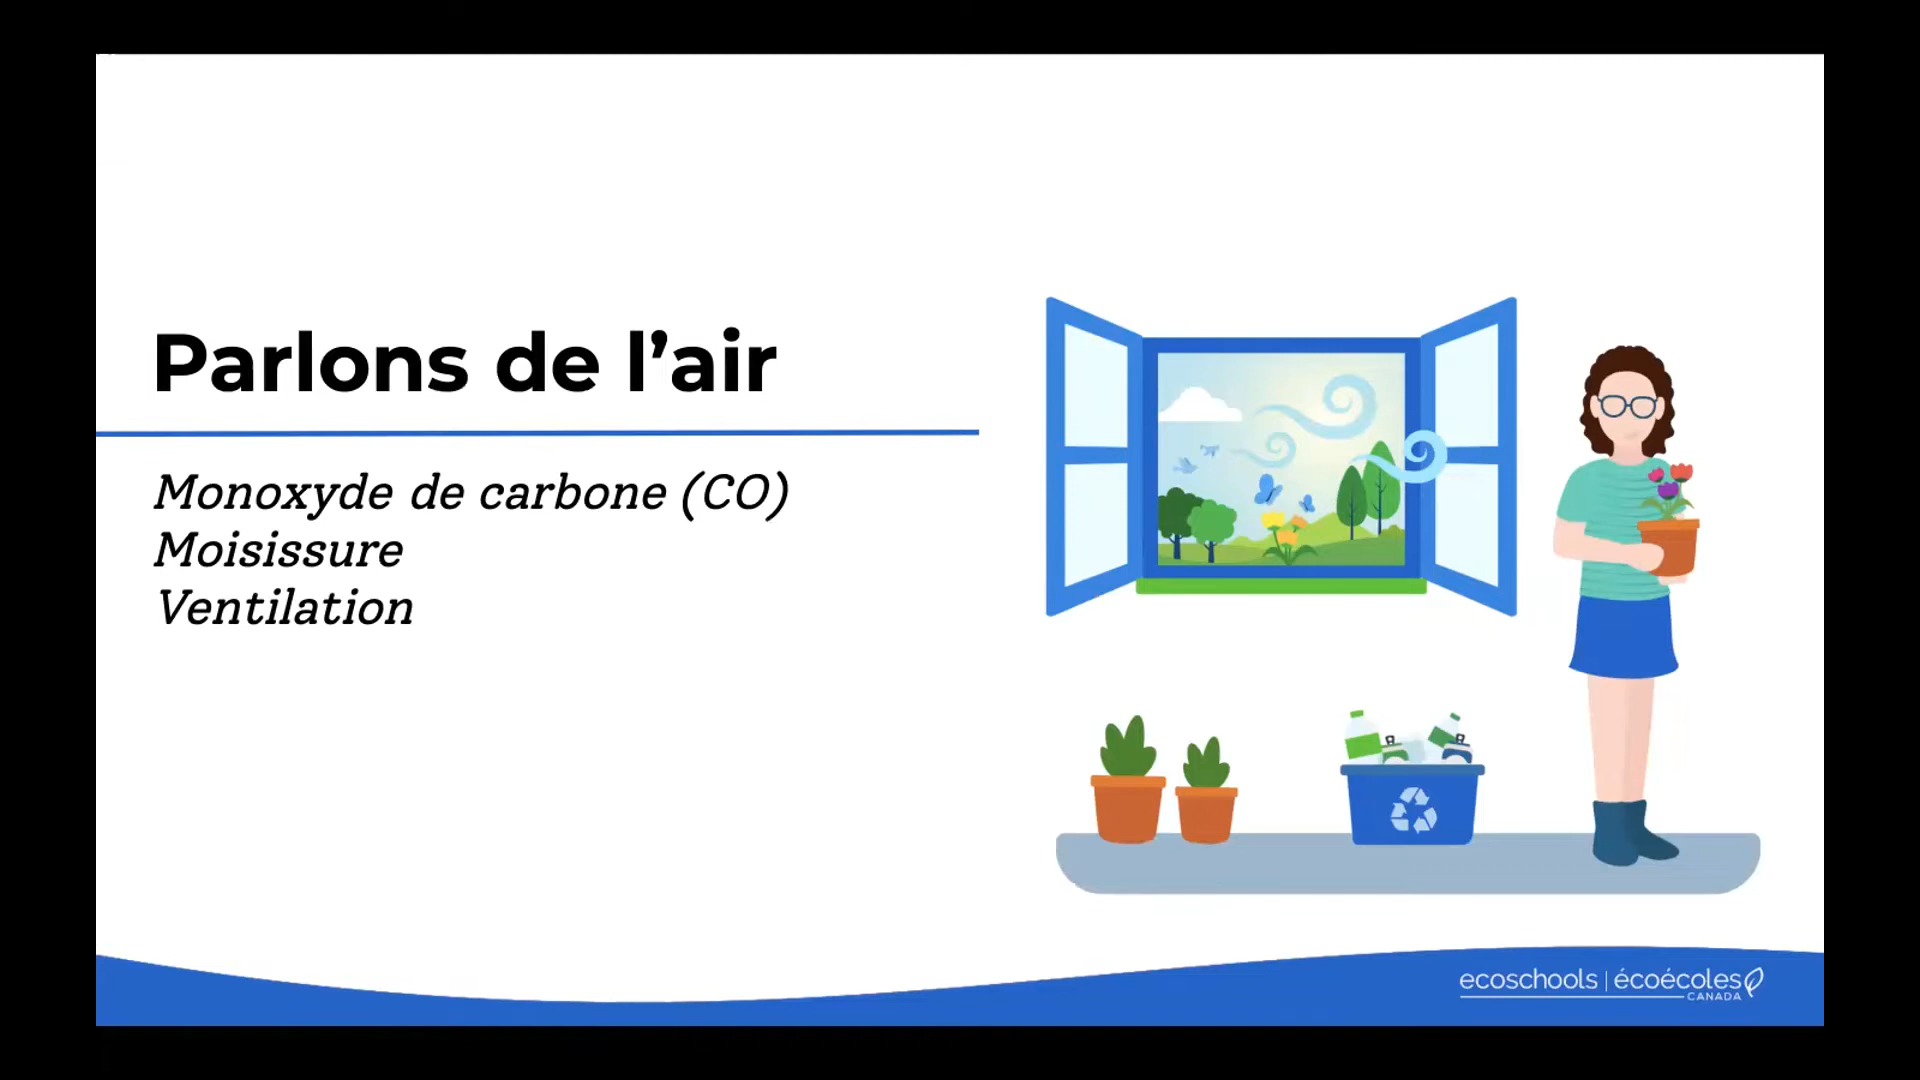 Parlons de l’air
Monoxyde de carbone (CO)
Moisissure
Ventilation
ecoschools | écoécoles
CANADA